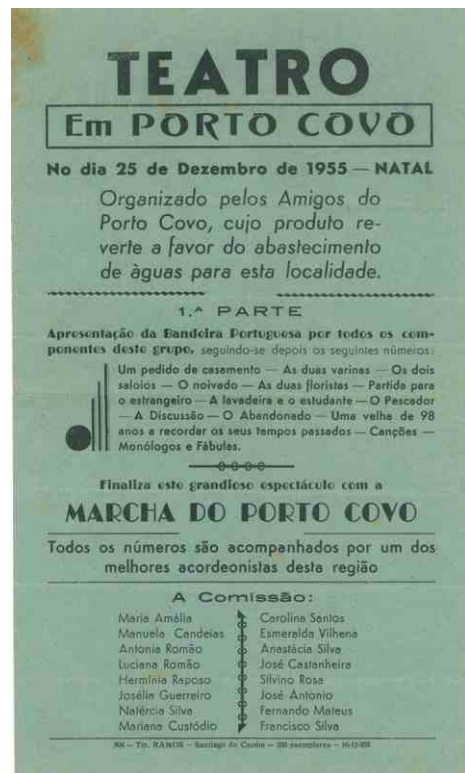 TEATRO
Em PORTO COVO
No dia 25 de Dezembro de 1955 — NATAL
Organizado pelos Amigos do
Porto Covo, cujo produto re-
verte a favor do abastecimento
de àguas para esta localidade.
1.ª PARTE
Apresentação da Bandeira Portuguesa por todos os com-
ponentes deste grupo, seguindo-se depois os seguintes números:
Um pedido de casamento — As duas varinas — Os dois
saloios — O noivado — As duas floristas — Partida para
o estrangeiro — A lavadeira e o estudante — O Pescador
— A Discussão — O Abandonado — Uma velha de 98
anos a recordar os seus tempos passados — Canções —
Monólogos e Fábulas.
Finaliza este grandioso espectáculo com a
MARCHA DO PORTO COVO
Todos os números são acompanhados por um dos
melhores acordeonistas desta região
A Comissão:
Maria Amália
Manuela Candeias
Antonia Romão
Luciana Romão
Hermínia Raposo
Josélia Guerreiro
Natércia Silva
Mariana Custódio
Carolina Santos
Esmeralda Vilhena
Anastácia Silva
José Castanheira
Silvino Rosa
José Antonio
Fernando Mateus
Francisco Silva
— Tip. RAMOS — Santiago do Cacém — exemplares —